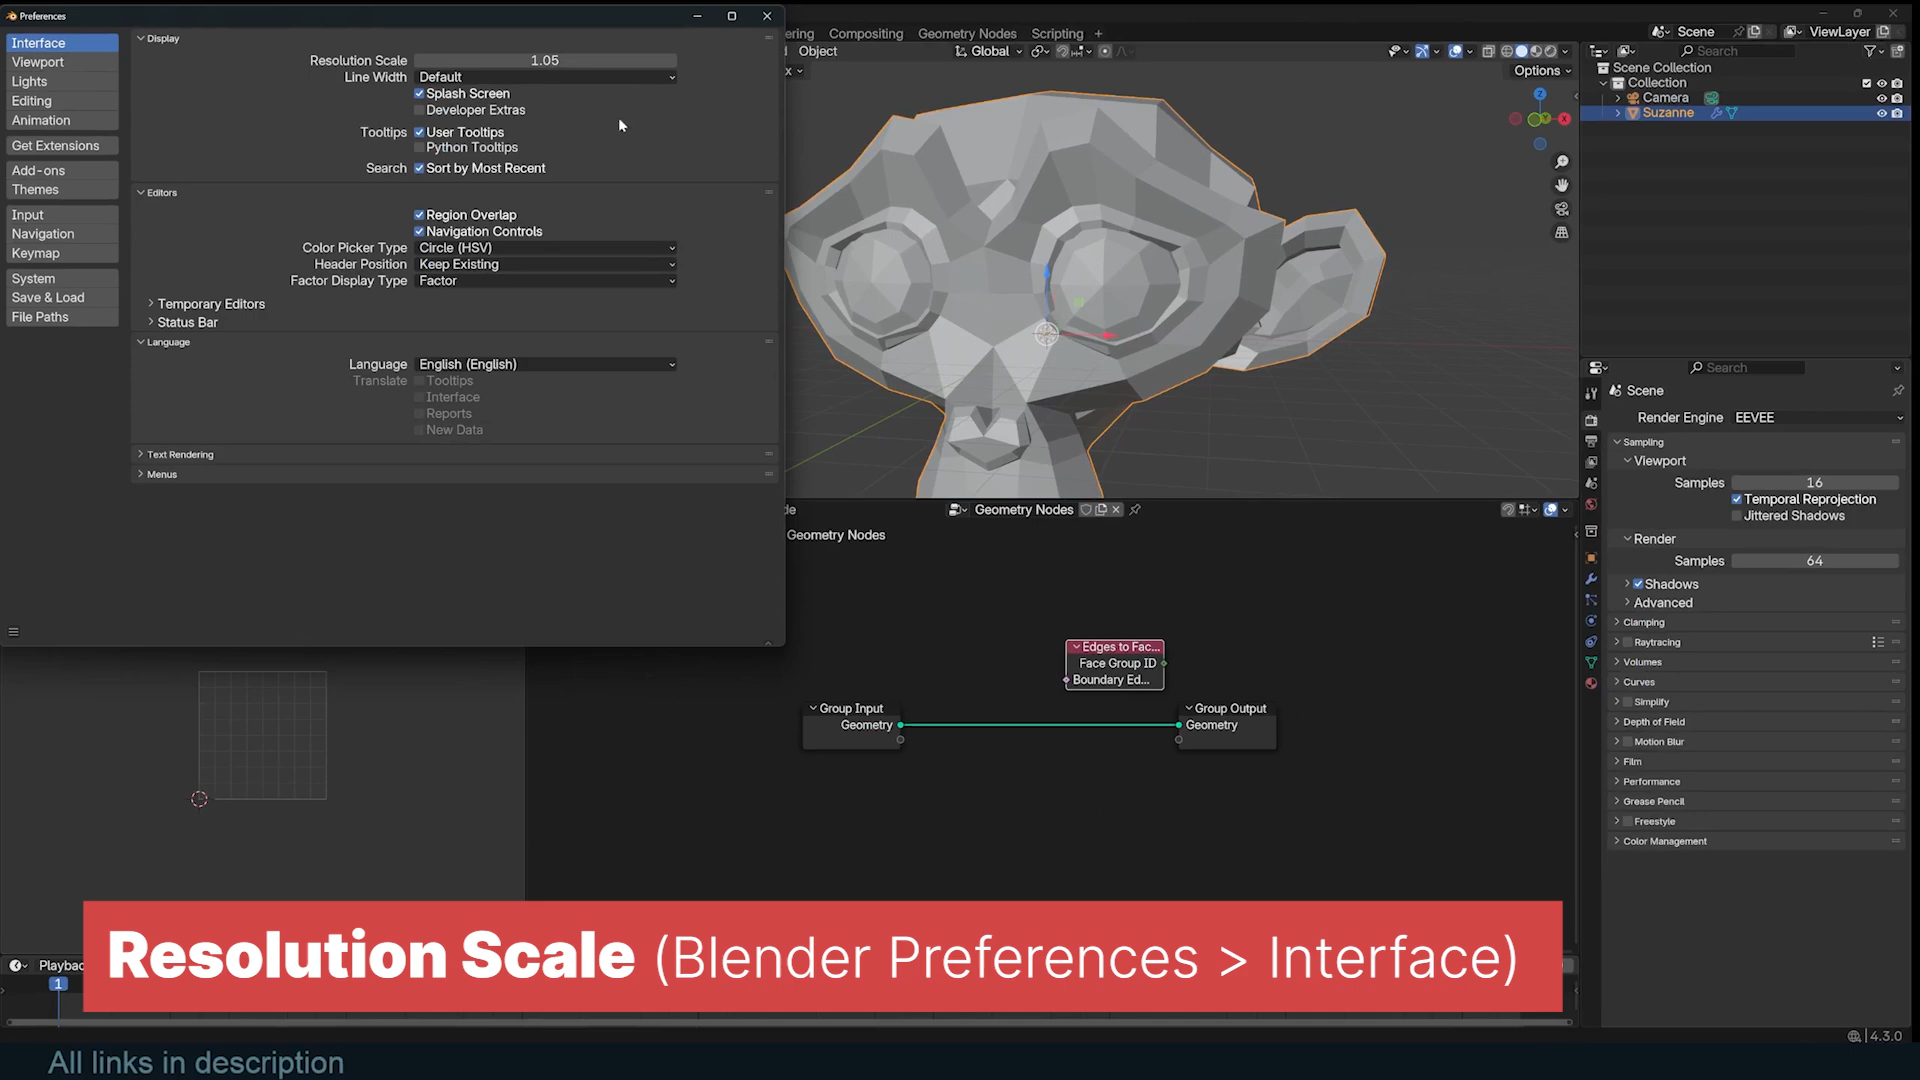 Preferences
Interface
Viewport
Lights
Editing
Animation
Get Extensions
Add-ons
Themes
Input
Navigation
Keymap
System
Save & Load
File Paths
Display
Resolution Scale 1.05
Line Width Default
Splash Screen
Developer Extras
Tooltips User Tooltips
Python Tooltips
Search Sort by Most Recent
Editors
Region Overlap
Navigation Controls
Color Picker Type Circle (HSV)
Header Position Keep Existing
Factor Display Type Factor
Temporary Editors
Status Bar
Language
Language English (English)
Translate Tooltips
Interface
Reports
New Data
Text Rendering
Menus
ering Compositing Geometry Nodes Scripting +
Object Global
x
Options
Z
Y
X
Scene ViewLayer
Search
Scene Collection
Collection
Camera
Suzanne
Search
Scene
Render Engine EEVEE
Sampling
Viewport
Samples 16
Temporal Reprojection
Jittered Shadows
Render
Samples 64
Shadows
Advanced
Clamping
Raytracing
Volumes
Curves
Simplify
Depth of Field
Motion Blur
Film
Performance
Grease Pencil
Freestyle
Color Management
de Geometry Nodes
Geometry Nodes
Edges to Fac...
Face Group ID
Boundary Ed...
Group Input
Geometry
Group Output
Geometry
Playbac
1
Resolution Scale (Blender Preferences > Interface)
4.3.0
All links in description